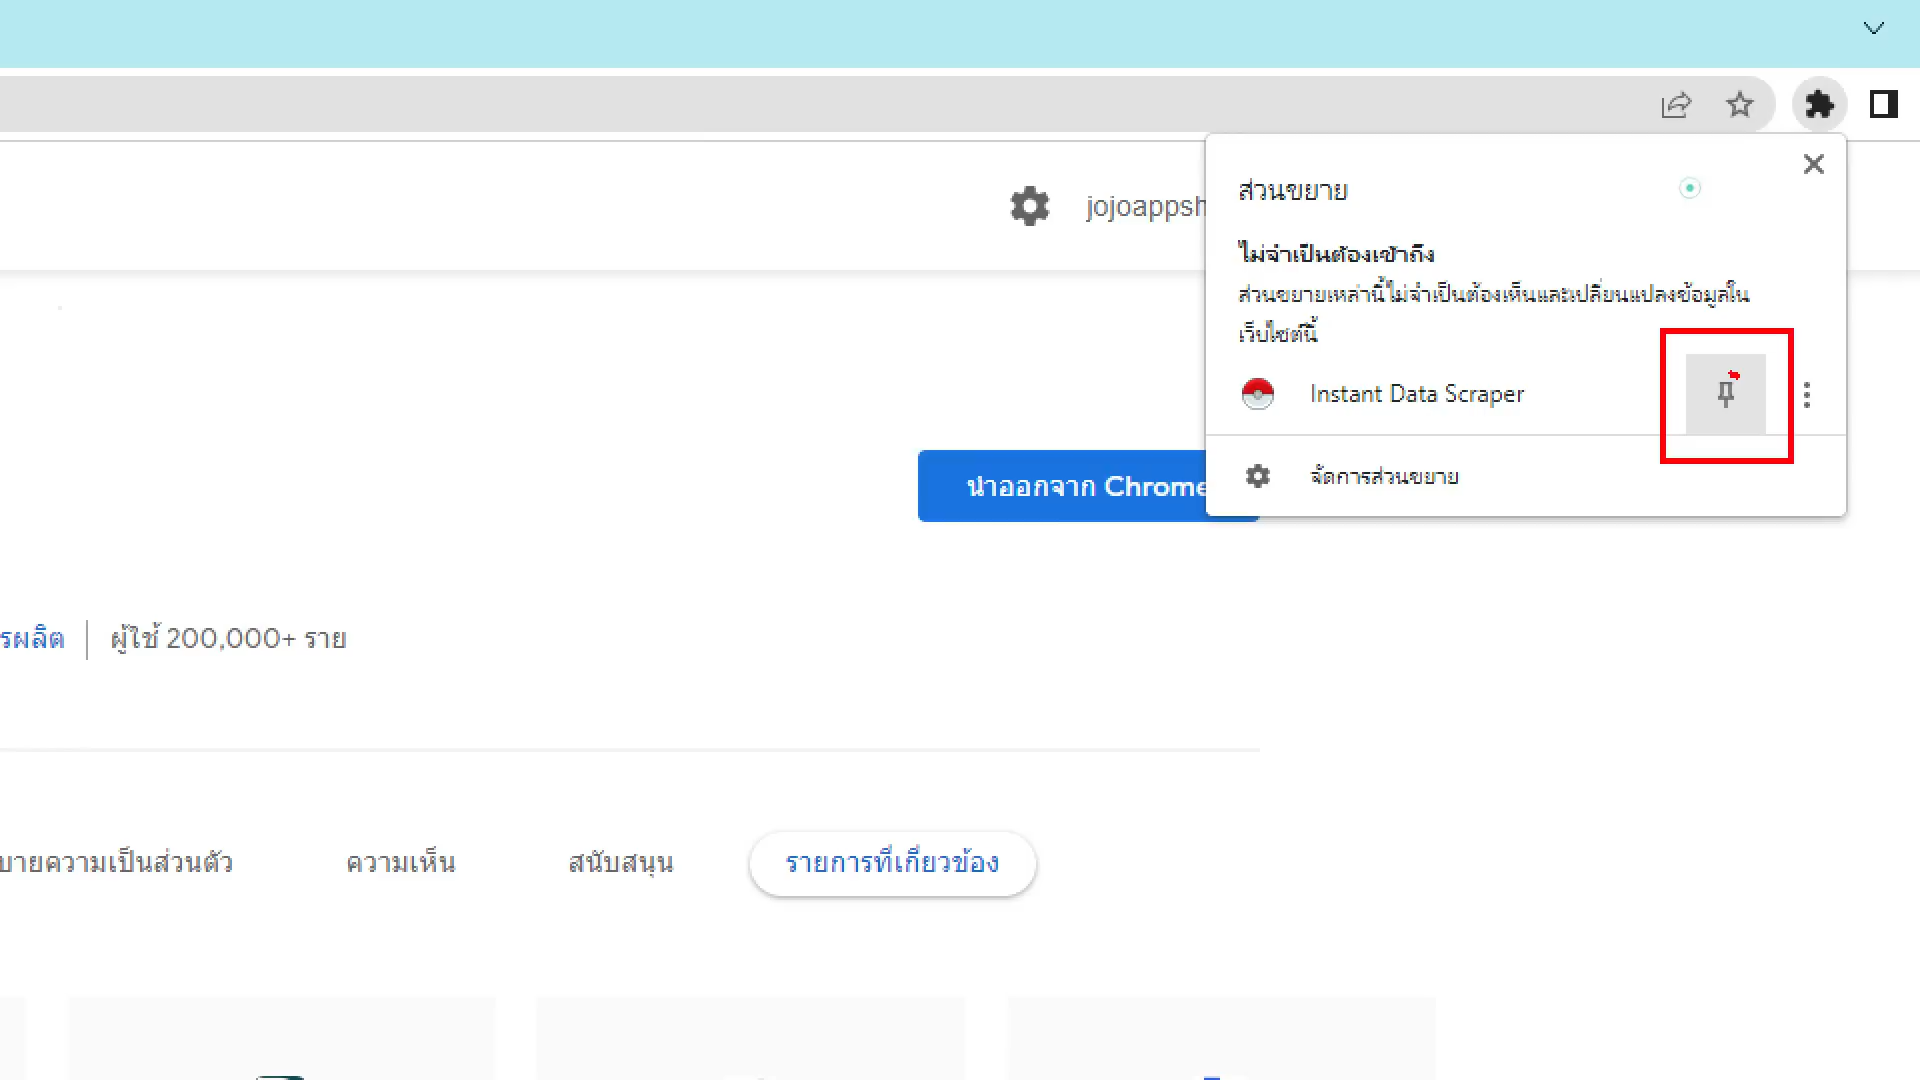 jojoappsh
ส่วนขยาย
ไม่จำเป็นต้องเข้าถึง
ส่วนขยายเหล่านี้ไม่จำเป็นต้องเห็นและเปลี่ยนแปลงข้อมูลใน
เว็บไซต์นี้
Instant Data Scraper
จัดการส่วนขยาย
นำออกจาก Chrome
รผลิต
ผู้ใช้ 200,000+ ราย
บายความเป็นส่วนตัว
ความเห็น
สนับสนุน
รายการที่เกี่ยวข้อง